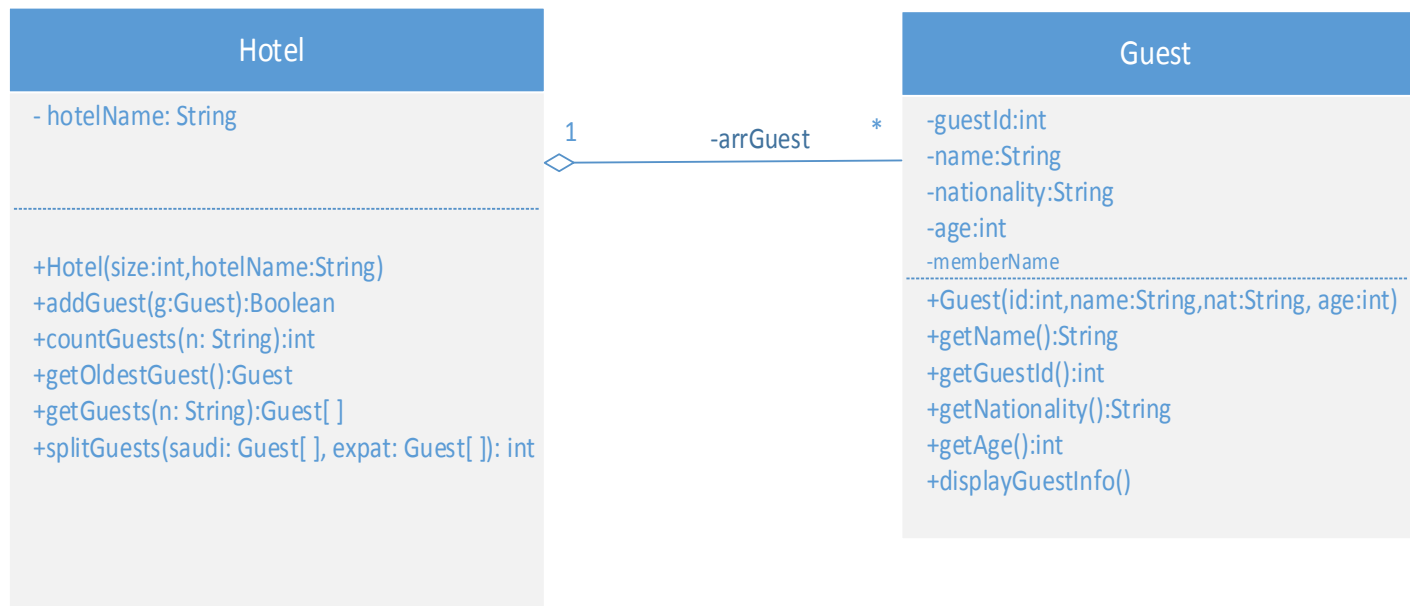 Hotel
- hotelName: String
+Hotel(size:int,hotelName:String)
+addGuest(g:Guest):Boolean
+countGuests(n: String):int
+getOldestGuest():Guest
+getGuests(n: String):Guest[ ]
+splitGuests(saudi: Guest[ ], expat: Guest[ ]): int
1
-arrGuest
*
Guest
-guestId:int
-name:String
-nationality:String
-age:int
-memberName
+Guest(id:int,name:String,nat:String, age:int)
+getName():String
+getGuestId():int
+getNationality():String
+getAge():int
+displayGuestInfo()